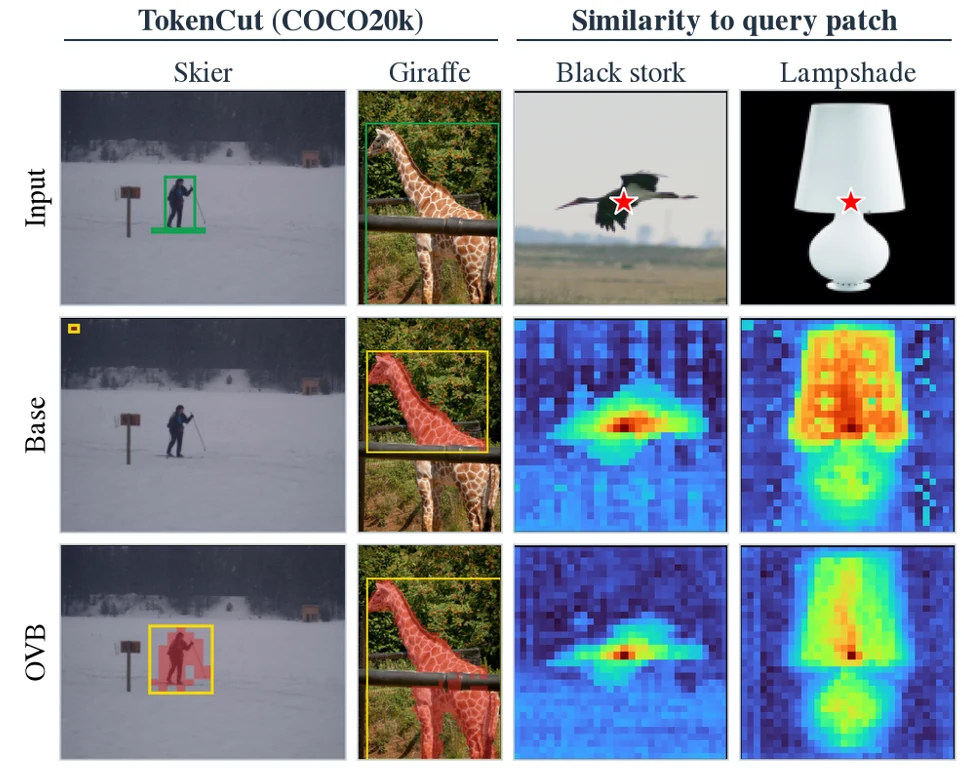 TokenCut (COCO20k)
Similarity to query patch
Skier
Giraffe
Black stork
Lampshade
Input
Base
OVB